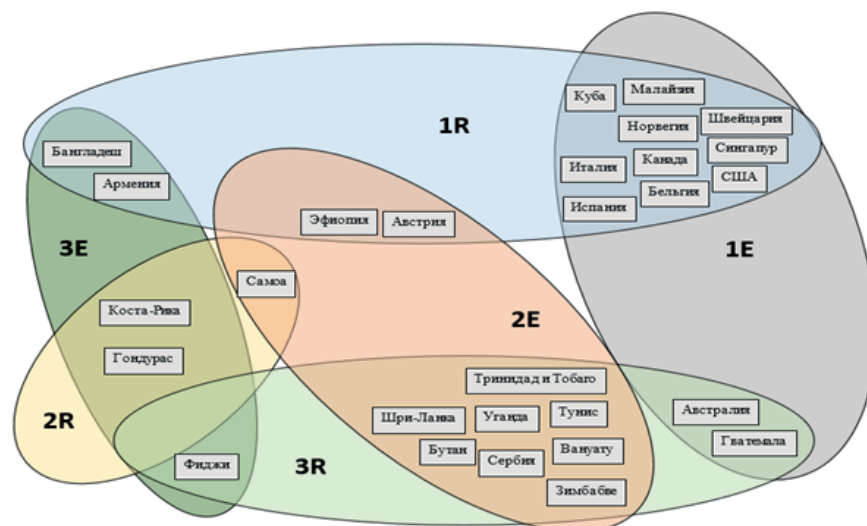 Куба
Малайзия
1R
Норвегия
Швейцария
Бангладеш
Сингапур
Италия
Канада
Армения
США
Бельгия
Испания
Эфиопия
Австрия
3E
1E
Самоа
Коста-Рика
2E
Гондурас
Тринидад и Тобаго
2R
Шри-Ланка
Уганда
Тунис
Австралия
Гватемала
Бутан
Вануату
Фиджи
3R
Сербия
Зимбабве